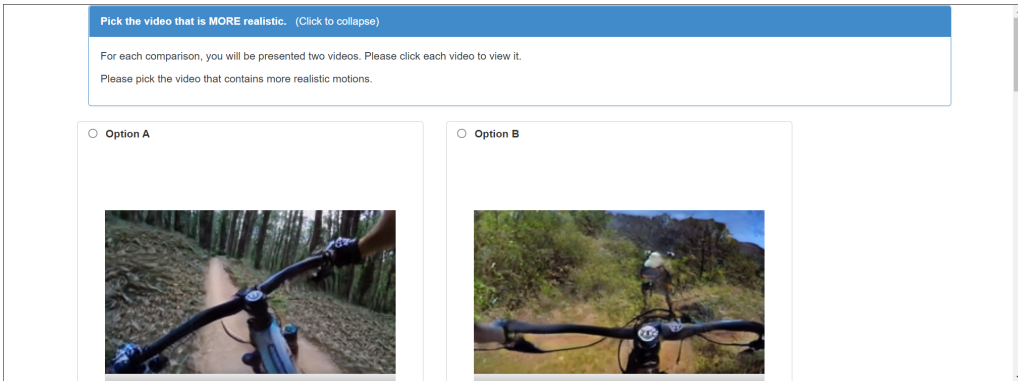 Pick the video that is MORE realistic. (Click to collapse)
For each comparison, you will be presented two videos. Please click each video to view it.
Please pick the video that contains more realistic motions.
Option A
Option B